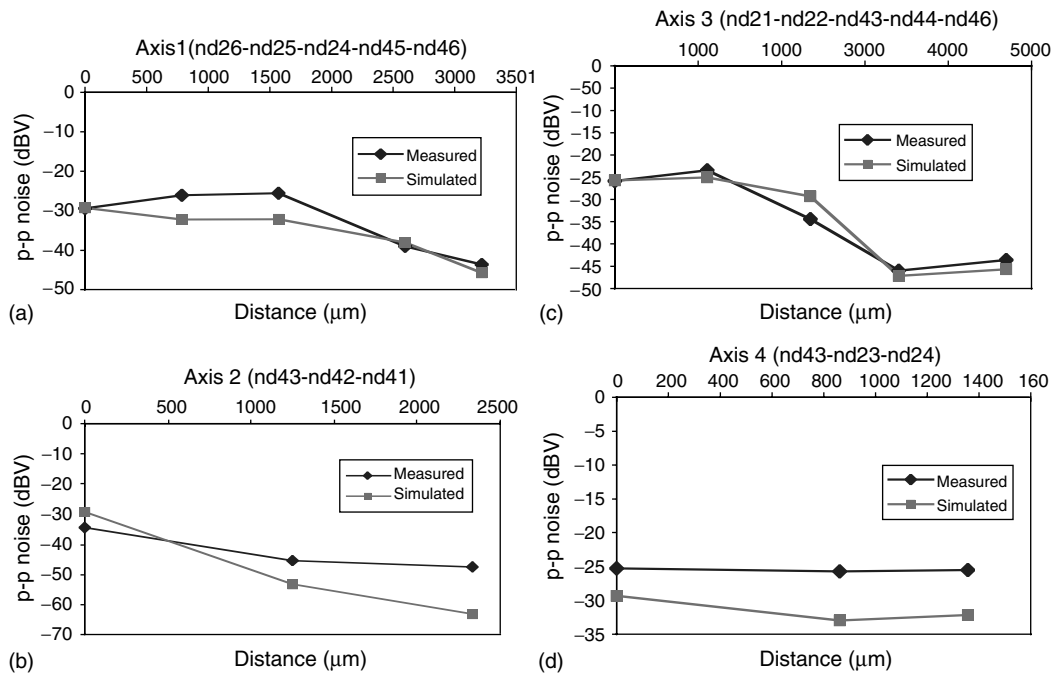 Axis1(nd26-nd25-nd24-nd45-nd46)
0 500 1000 1500 2000 2500 3000 3501
0
−10
−20
−30
−40
−50
p-p noise (dBV)
Measured
Simulated
(a)
Distance (μm)
Axis 3 (nd21-nd22-nd43-nd44-nd46)
1000 1000 3000 4000 5000
0
−50
−10
−15
−20
−25
−30
−35
−40
−45
−50
p-p noise (dBV)
Measured
Simulated
(c)
Distance (μm)
Axis 2 (nd43-nd42-nd41)
0 500 1000 1500 2000 2500
0
−10
−20
−30
−40
−50
−60
−70
p-p noise (dBV)
Measured
Simulated
(b)
Distance (μm)
Axis 4 (nd43-nd23-nd24)
0 200 400 600 800 1000 1200 1400 160
0
−5
−10
−15
−20
−25
−30
−35
p-p noise (dBV)
Measured
Simulated
(d)
Distance (μm)